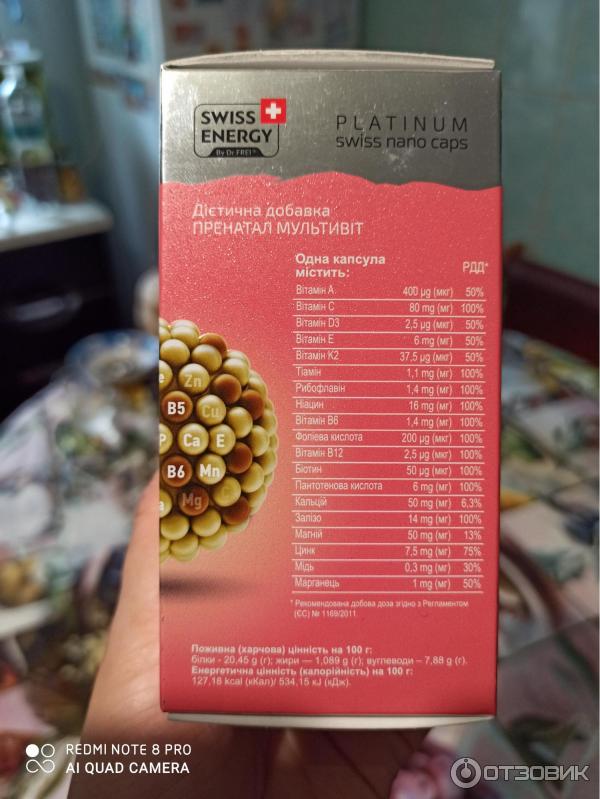 SWISS
ENERGY
By Dr FREI®
PLATINUM
swiss nano caps
Дієтична добавка
ПРЕНАТАЛ МУЛЬТИВІТ
Одна капсула
містить: РДД*
Вітамін А 400 µg (мкг) 50%
Вітамін С 80 mg (мг) 100%
Вітамін D3 2,5 µg (мкг) 50%
Вітамін Е 6 mg (мг) 50%
Вітамін К2 37,5 µg (мкг) 50%
Тіамін 1,1 mg (мг) 100%
Рибофлавін 1,4 mg (мг) 100%
Ніацин 16 mg (мг) 100%
Вітамін В6 1,4 mg (мг) 100%
Фолієва кислота 200 µg (мкг) 100%
Вітамін В12 2,5 µg (мкг) 100%
Біотин 50 µg (мкг) 100%
Пантотенова кислота 6 mg (мг) 100%
Кальцій 50 mg (мг) 6,3%
Залізо 14 mg (мг) 100%
Магній 50 mg (мг) 13%
Цинк 7,5 mg (мг) 75%
Мідь 0,3 mg (мг) 30%
Марганець 1 mg (мг) 50%
* Рекомендована добова доза згідно з Регламентом
(ЄС) № 1169/2011.
e Zn
B5 Cu
P Ca E
B6 Mn
a Mg C
Поживна (харчова) цінність на 100 г:
білки - 20,45 g (г); жири — 1,089 g (г); вуглеводи – 7,88 g (г).
Енергетична цінність (калорійність) на 100 г:
127,18 kcal (кКал)/ 534,15 кJ (кДж).
REDMI NOTE 8 PRO
AI QUAD CAMERA
ОТЗОВИК